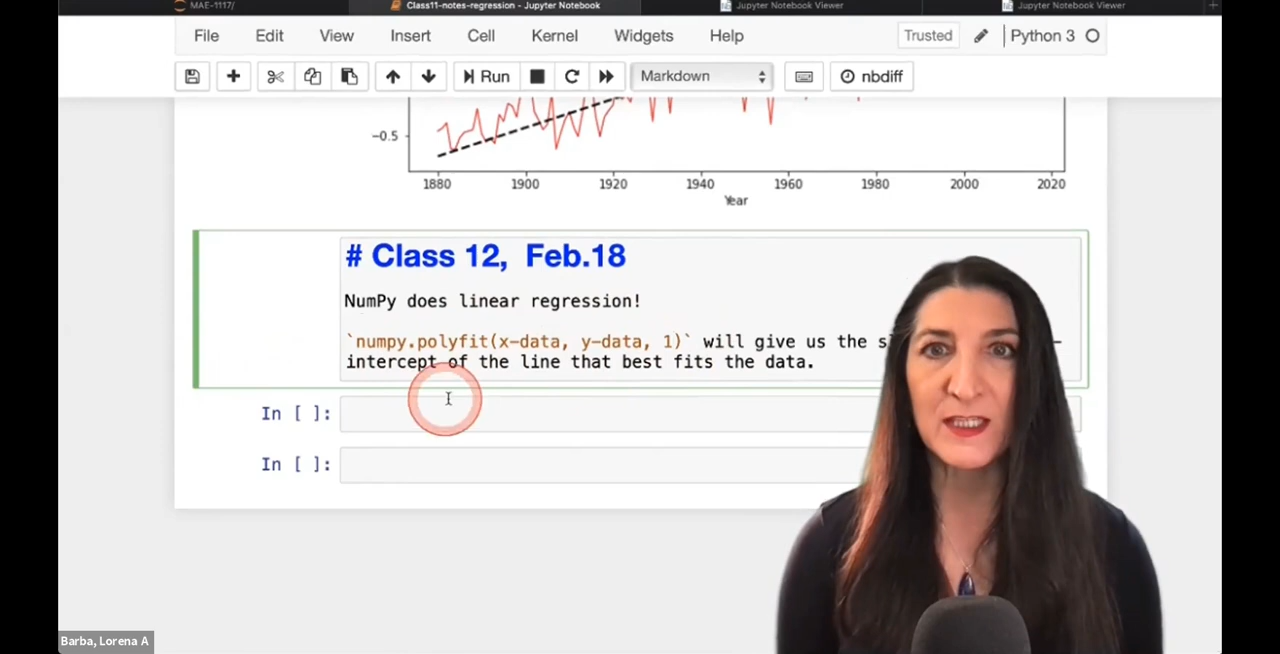 MAE-1117/
Class11-notes-regression - Jupyter Notebook
Jupyter Notebook Viewer
Jupyter Notebook Viewer
File Edit View Insert Cell Kernel Widgets Help Trusted Python 3
Run Markdown nbdiff
−0.5
1880 1900 1920 1940 1960 1980 2000 2020
Year
# Class 12, Feb.18
NumPy does linear regression!
`numpy.polyfit(x-data, y-data, 1)` will give us the
intercept of the line that best fits the data.
In [ ]:
In [ ]:
Barba, Lorena A